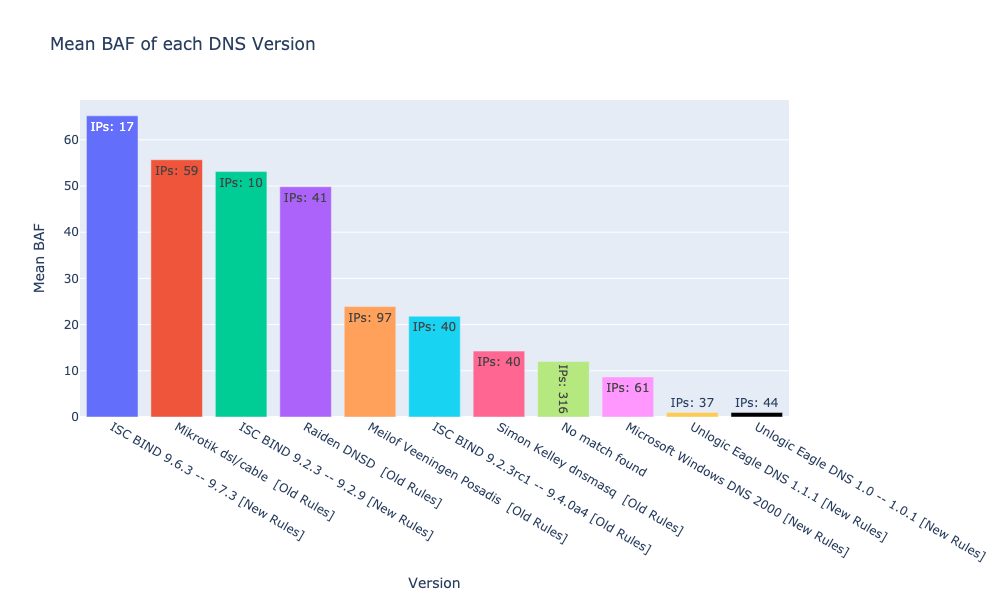 Mean BAF of each DNS Version
Mean BAF
60
50
40
30
20
10
0
IPs: 17
IPs: 59
IPs: 10
IPs: 41
IPs: 97
IPs: 40
IPs: 40
IPs: 316
IPs: 61
IPs: 37
IPs: 44
ISC BIND 9.6.3 -- 9.7.3 [New Rules]
Mikrotik dsl/cable  [Old Rules]
ISC BIND 9.2.3 -- 9.2.9 [New Rules]
Raiden DNSD  [Old Rules]
Meilof Veeningen Posadis  [Old Rules]
ISC BIND 9.2.3rc1 -- 9.4.0a4 [Old Rules]
Simon Kelley dnsmasq  [Old Rules]
No match found
Microsoft Windows DNS 2000 [New Rules]
Unlogic Eagle DNS 1.1.1 [New Rules]
Unlogic Eagle DNS 1.0 -- 1.0.1 [New Rules]
Version